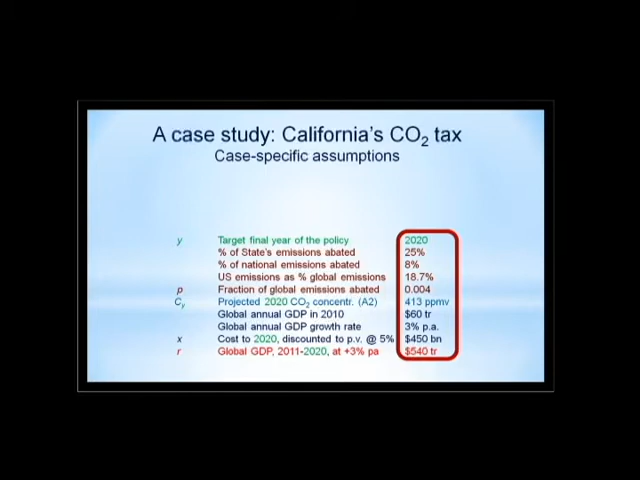 A case study: California's CO2 tax
Case-specific assumptions
y Target final year of the policy 2020
% of State's emissions abated 25%
% of national emissions abated 8%
US emissions as % global emissions 18.7%
p Fraction of global emissions abated 0.004
Cy Projected 2020 CO2 concentr. (A2) 413 ppmv
Global annual GDP in 2010 $60 tr
Global annual GDP growth rate 3% p.a.
x Cost to 2020, discounted to p.v. @ 5% $450 bn
r Global GDP, 2011-2020, at +3% pa $540 tr